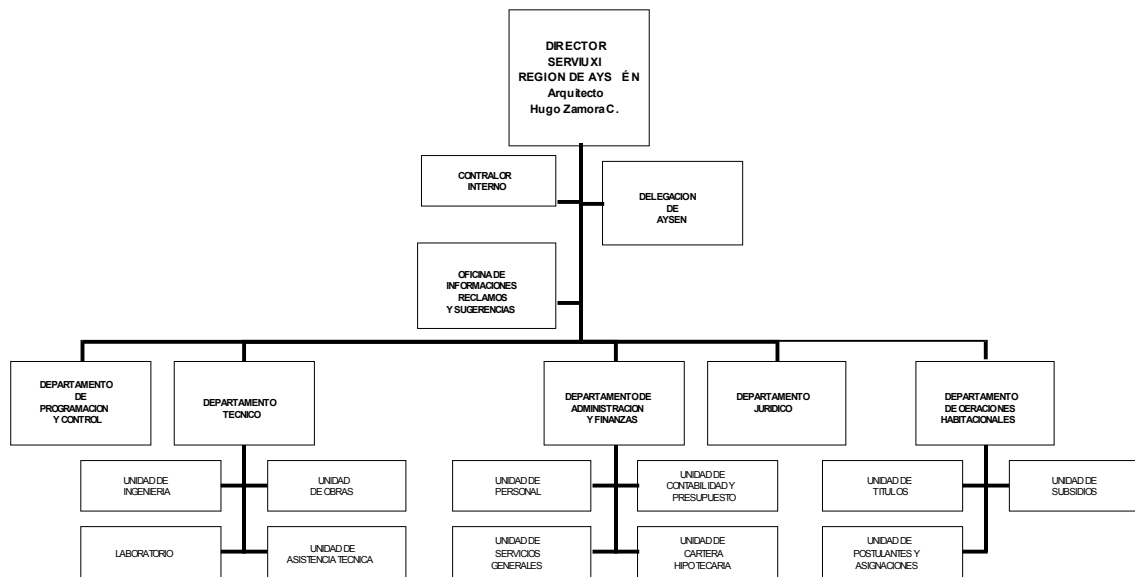 DIRECTOR
SERVIU XI
REGION DE AYS ÉN
Arquitecto
Hugo Zamora C.
CONTRALOR
INTERNO
DELEGACION
DE
AYSEN
OFICINA DE
INFORMACIONES
RECLAMOS
Y SUGERENCIAS
DEPARTAMENTO
DE
PROGRAMACION
Y CONTROL
DEPARTAMENTO
TECNICO
DEPARTAMENTO DE
ADMINISTRACION
Y FINANZAS
DEPARTAMENTO
JURIDICO
DEPARTAMENTO
DE OERACIONES
HABITACIONALES
UNIDAD DE
INGENIERIA
UNIDAD
DE OBRAS
UNIDAD DE
PERSONAL
UNIDAD DE
CONTABILIDAD Y
PRESUPUESTO
UNIDAD DE
TITULOS
UNIDAD DE
SUBSIDIOS
LABORATORIO
UNIDAD DE
ASISTENCIA TECNICA
UNIDAD DE
SERVICIOS
GENERALES
UNIDAD DE
CARTERA
HIPOTECARIA
UNIDAD DE
POSTULANTES Y
ASIGNACIONES